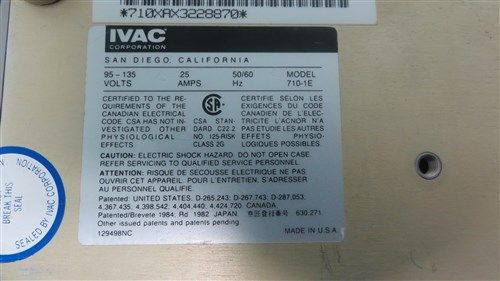 *710XAX3228870*
IVAC
CORPORATION
SAN DIEGO, CALIFORNIA
95 - 135 .25 50/60 MODEL
VOLTS AMPS Hz 710-1E
CERTIFIED TO THE
REQUIREMENTS OF THE
CANADIAN ELECTRICAL
CODE CSA HAS NOT IN-
VESTIGATED OTHER
PHYSIOLOGICAL
EFFECTS
CSA STAN-
DARD C22.2
NO. 125-RISK
CLASS 2G
CERTIFIÉ SELON LES
EXIGENCES DU CODE
CANADIEN DE L'ELEC-
TRICITE L'ACNOR N'A
PAS ETUDIE LES
AUTRES EFFETS PHYSIO-
LOGIQUES POSSIBLES.
CAUTION: ELECTRIC SHOCK HAZARD DO NOT OPEN CASE.
REFER SERVICING TO QUALIFIED SERVICE PERSONNEL.
ATTENTION: RISQUE DE SECOUSSE ELECTRIQUE NE PAS
OUVRIR CET APPAREIL. POUR L'ENTRETIEN, S'ADRESSER
AU PERSONNEL QUALIFIE.
Patented: UNITED STATES, D-265,243; D-267,743; D-287,053;
4,367,435; 4,398,542; 4,404,440; 4,424,720, CANADA,
Patented/Brevete 1984; Rd. 1982, JAPAN, 630,271
Other issued patents and patents pending.
129498NC MADE IN U.S.A.
BREAK THIS
SEAL
SEALED BY IVAC CORPORATION